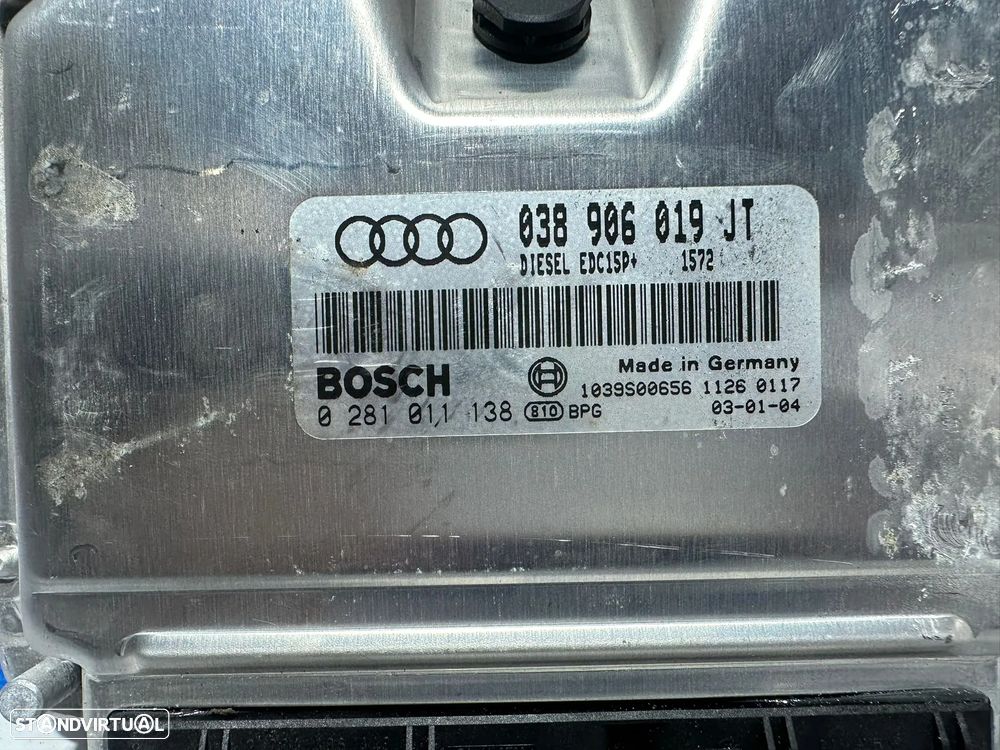 038 906 019 JT
DIESEL EDC15P+ 1572
BOSCH
Made in Germany
1039S00656 1126 0117
0 281 011 138 810 BPG
03-01-04
STANDVIRTUAL